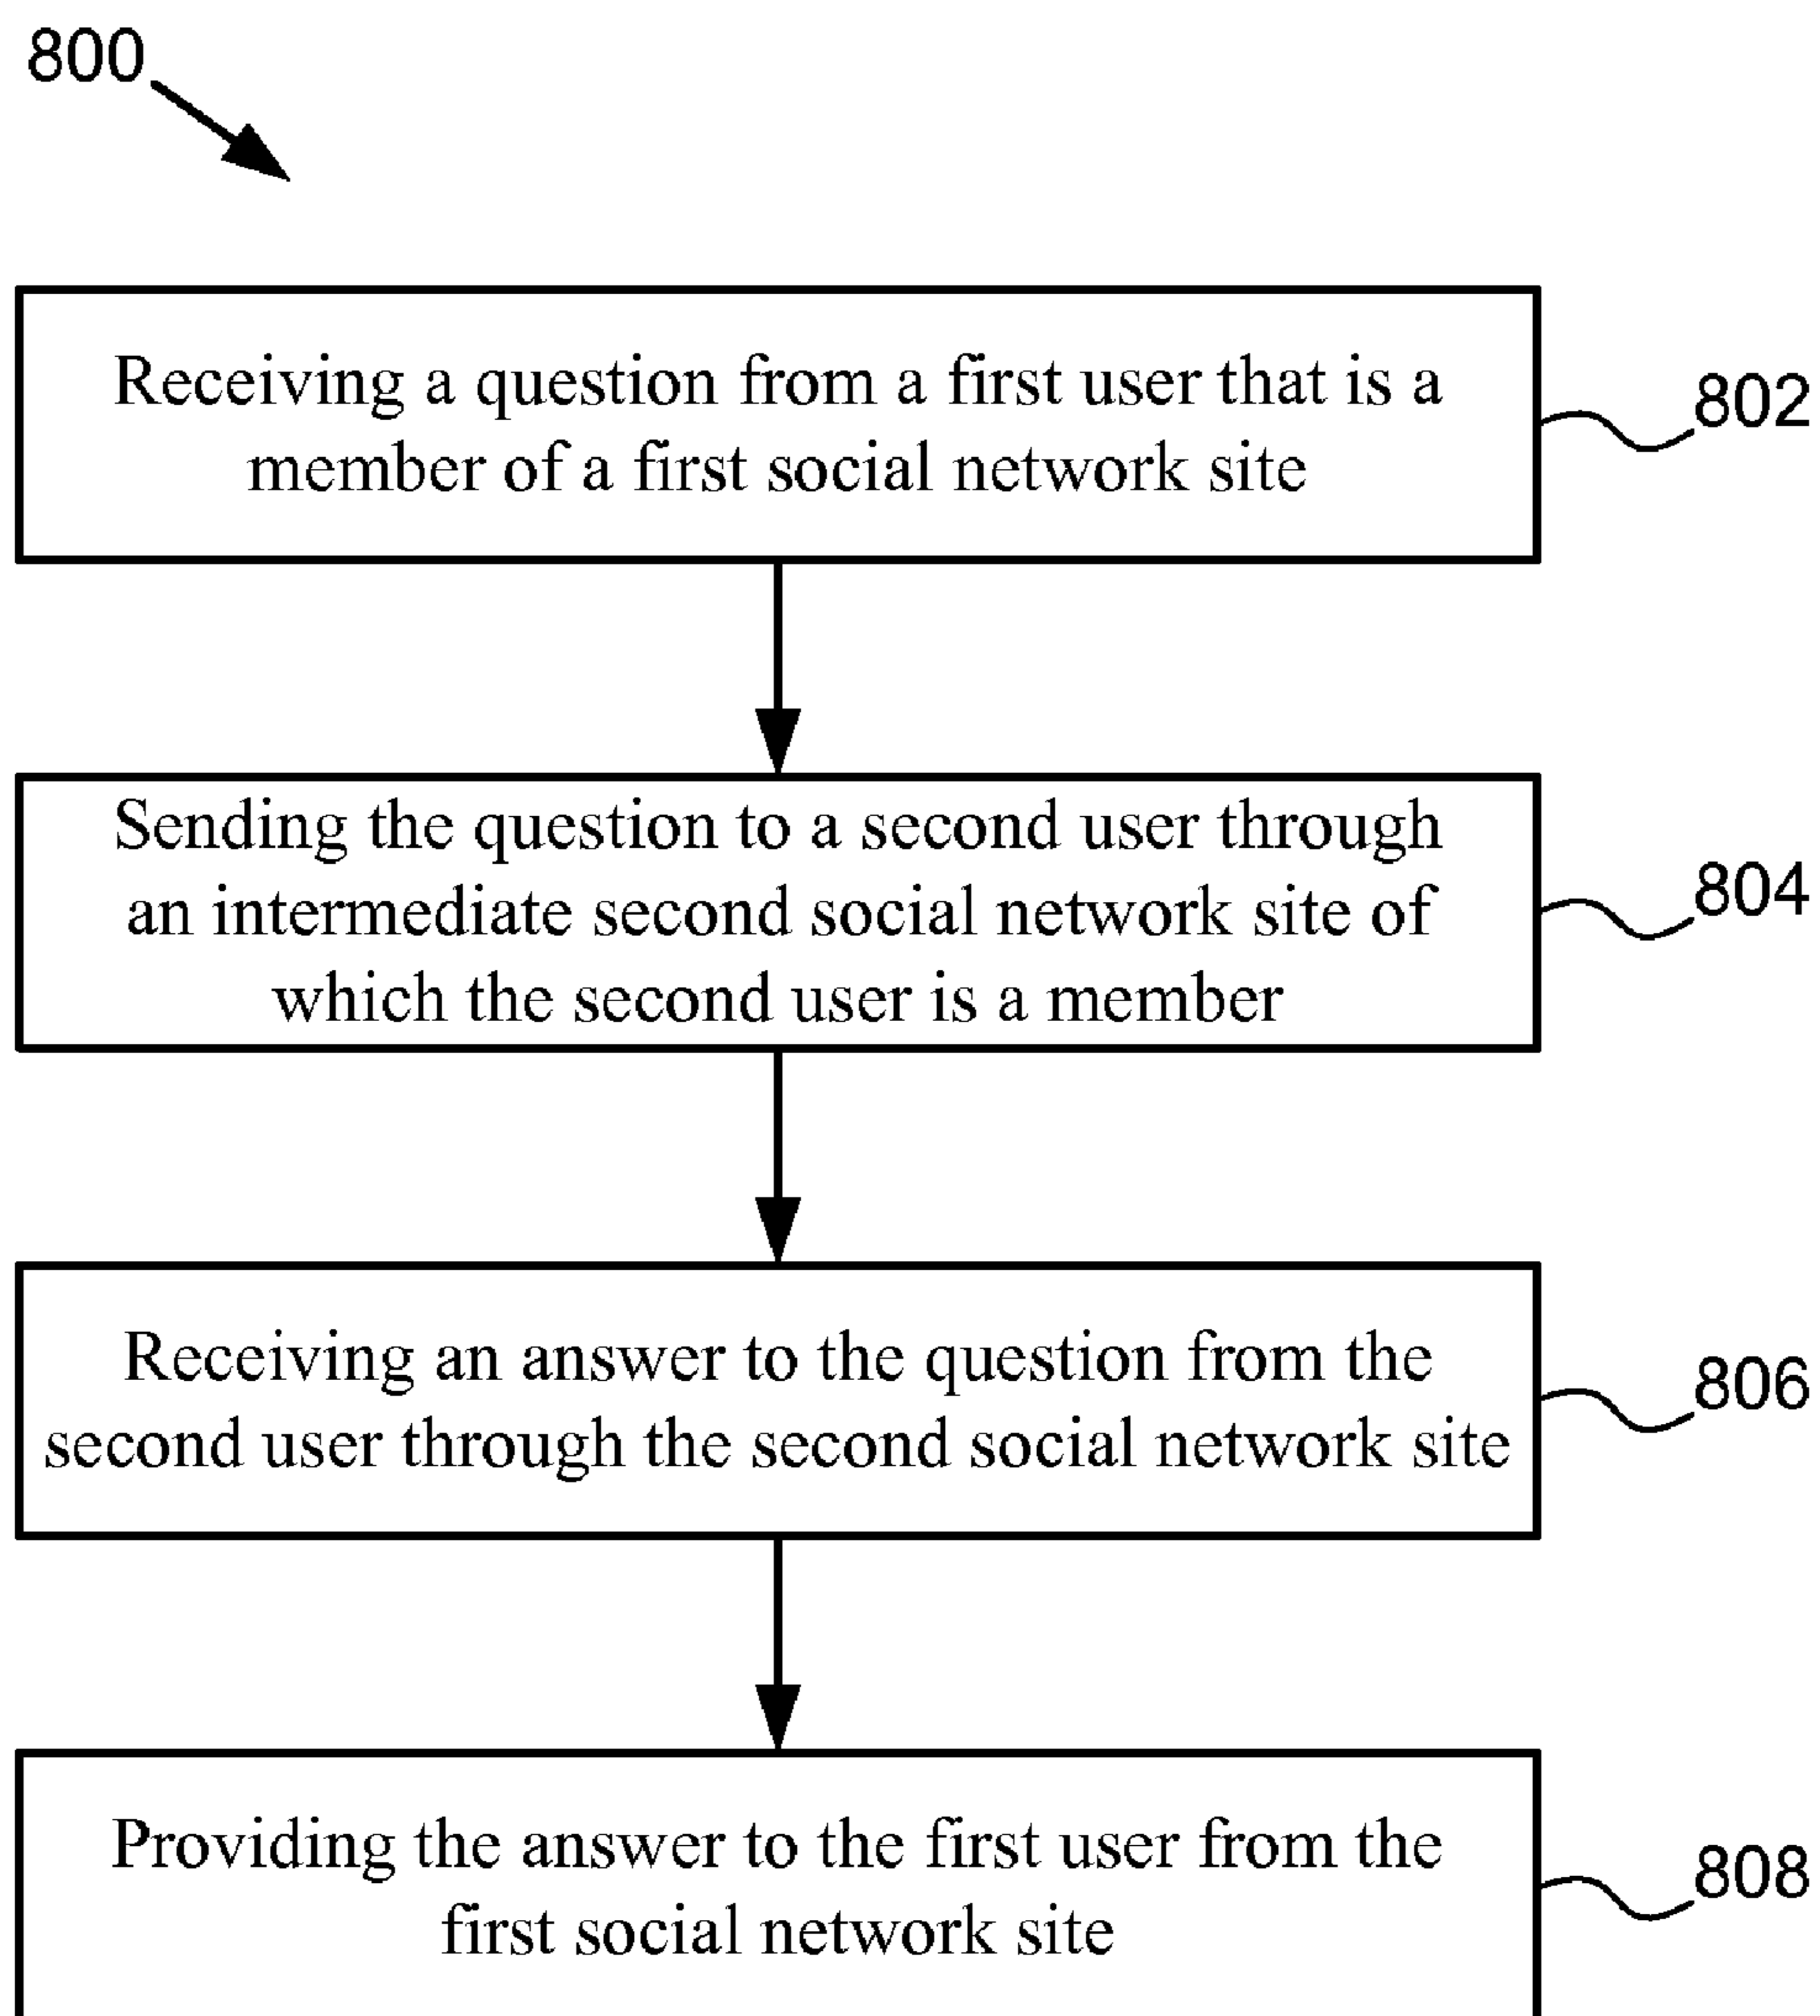 800
Receiving a question from a first user that is a
member of a first social network site
802
Sending the question to a second user through
an intermediate second social network site of
which the second user is a member
804
Receiving an answer to the question from the
second user through the second social network site
806
Providing the answer to the first user from the
first social network site
808